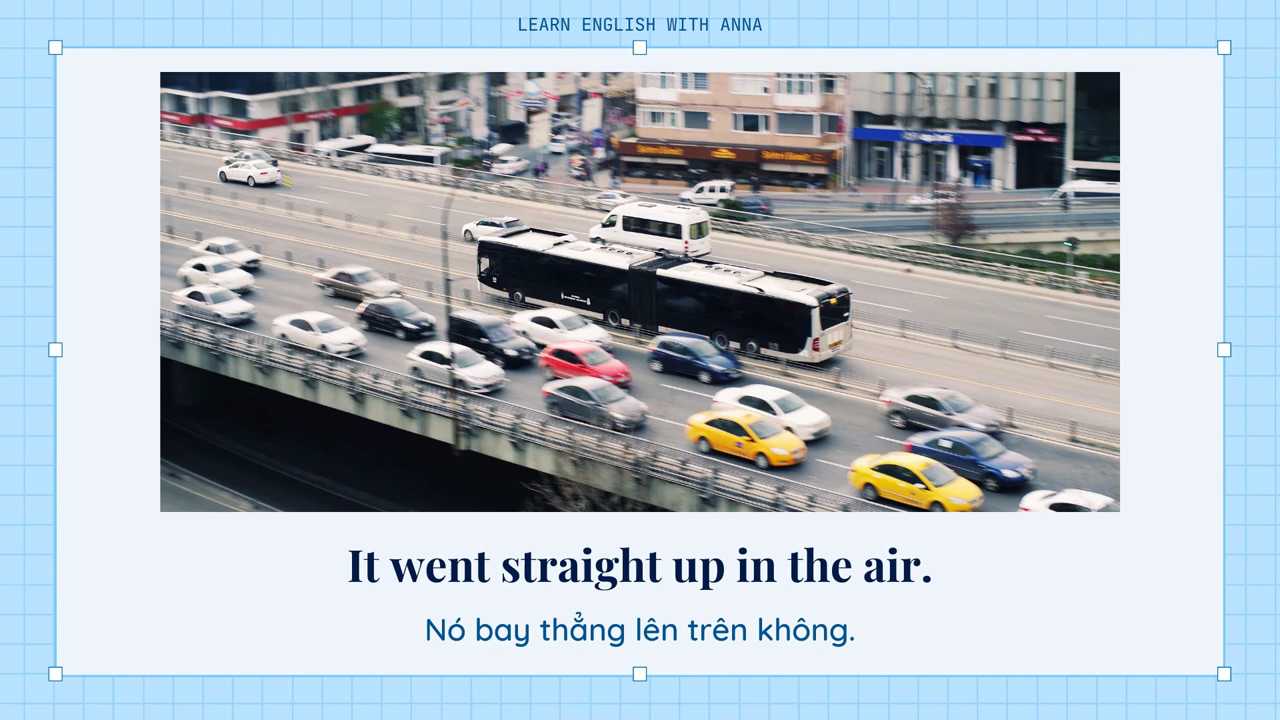 LEARN ENGLISH WITH ANNA
It went straight up in the air.
Nó bay thẳng lên trên không.